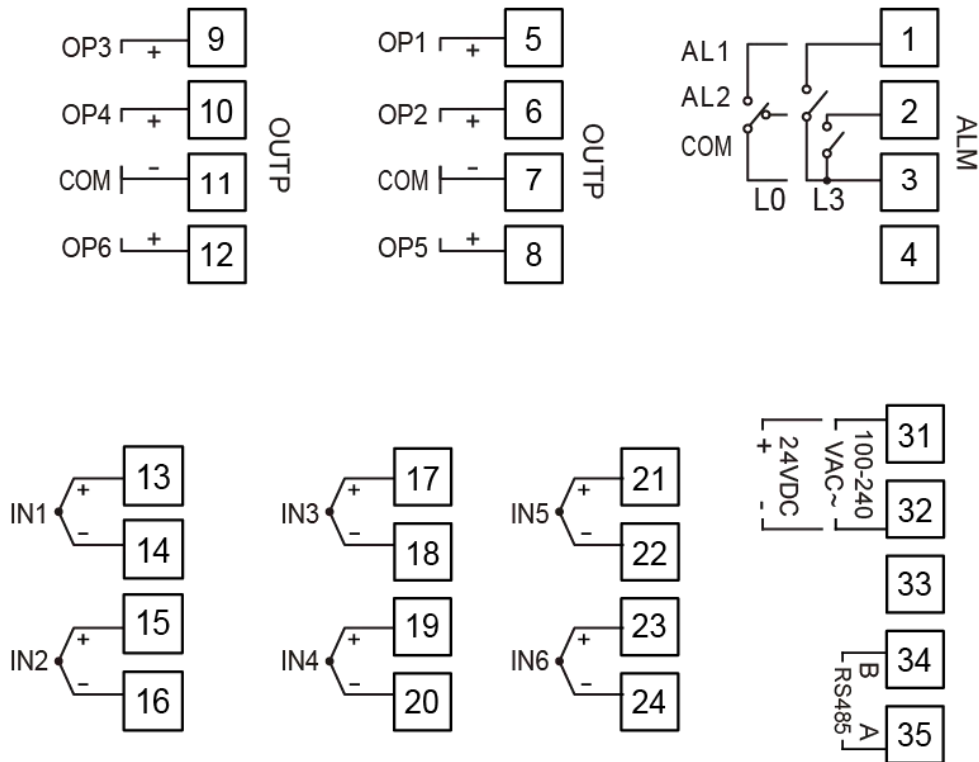 OP3 + 9
OP4 + 10
COM - 11
OP6 + 12
OUTP
OP1 + 5
OP2 + 6
COM - 7
OP5 + 8
OUTP
AL1 1
AL2 2
COM 3
L0 L3
4
ALM
IN1 + 13
- 14
IN2 + 15
- 16
IN3 + 17
- 18
IN4 + 19
- 20
IN5 + 21
- 22
IN6 + 23
- 24
+ -
24VDC
100-240
VAC~
31
32
33
34
B
RS485
A
35